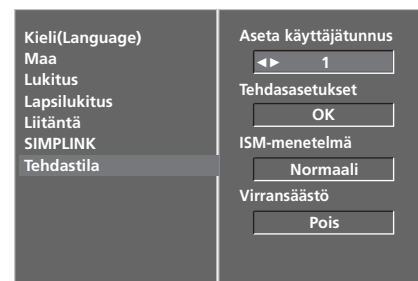 Kieli(Language)
Maa
Lukitus
Lapsilukitus
Liitäntä
SIMPLINK
Tehdastila
Aseta käyttäjätunnus
◄► 1
Tehdasasetukset
OK
ISM-menetelmä
Normaali
Virransäästö
Pois